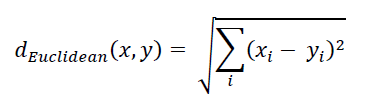 d_Euclidean(x, y) = √∑_i(x_i − y_i)²